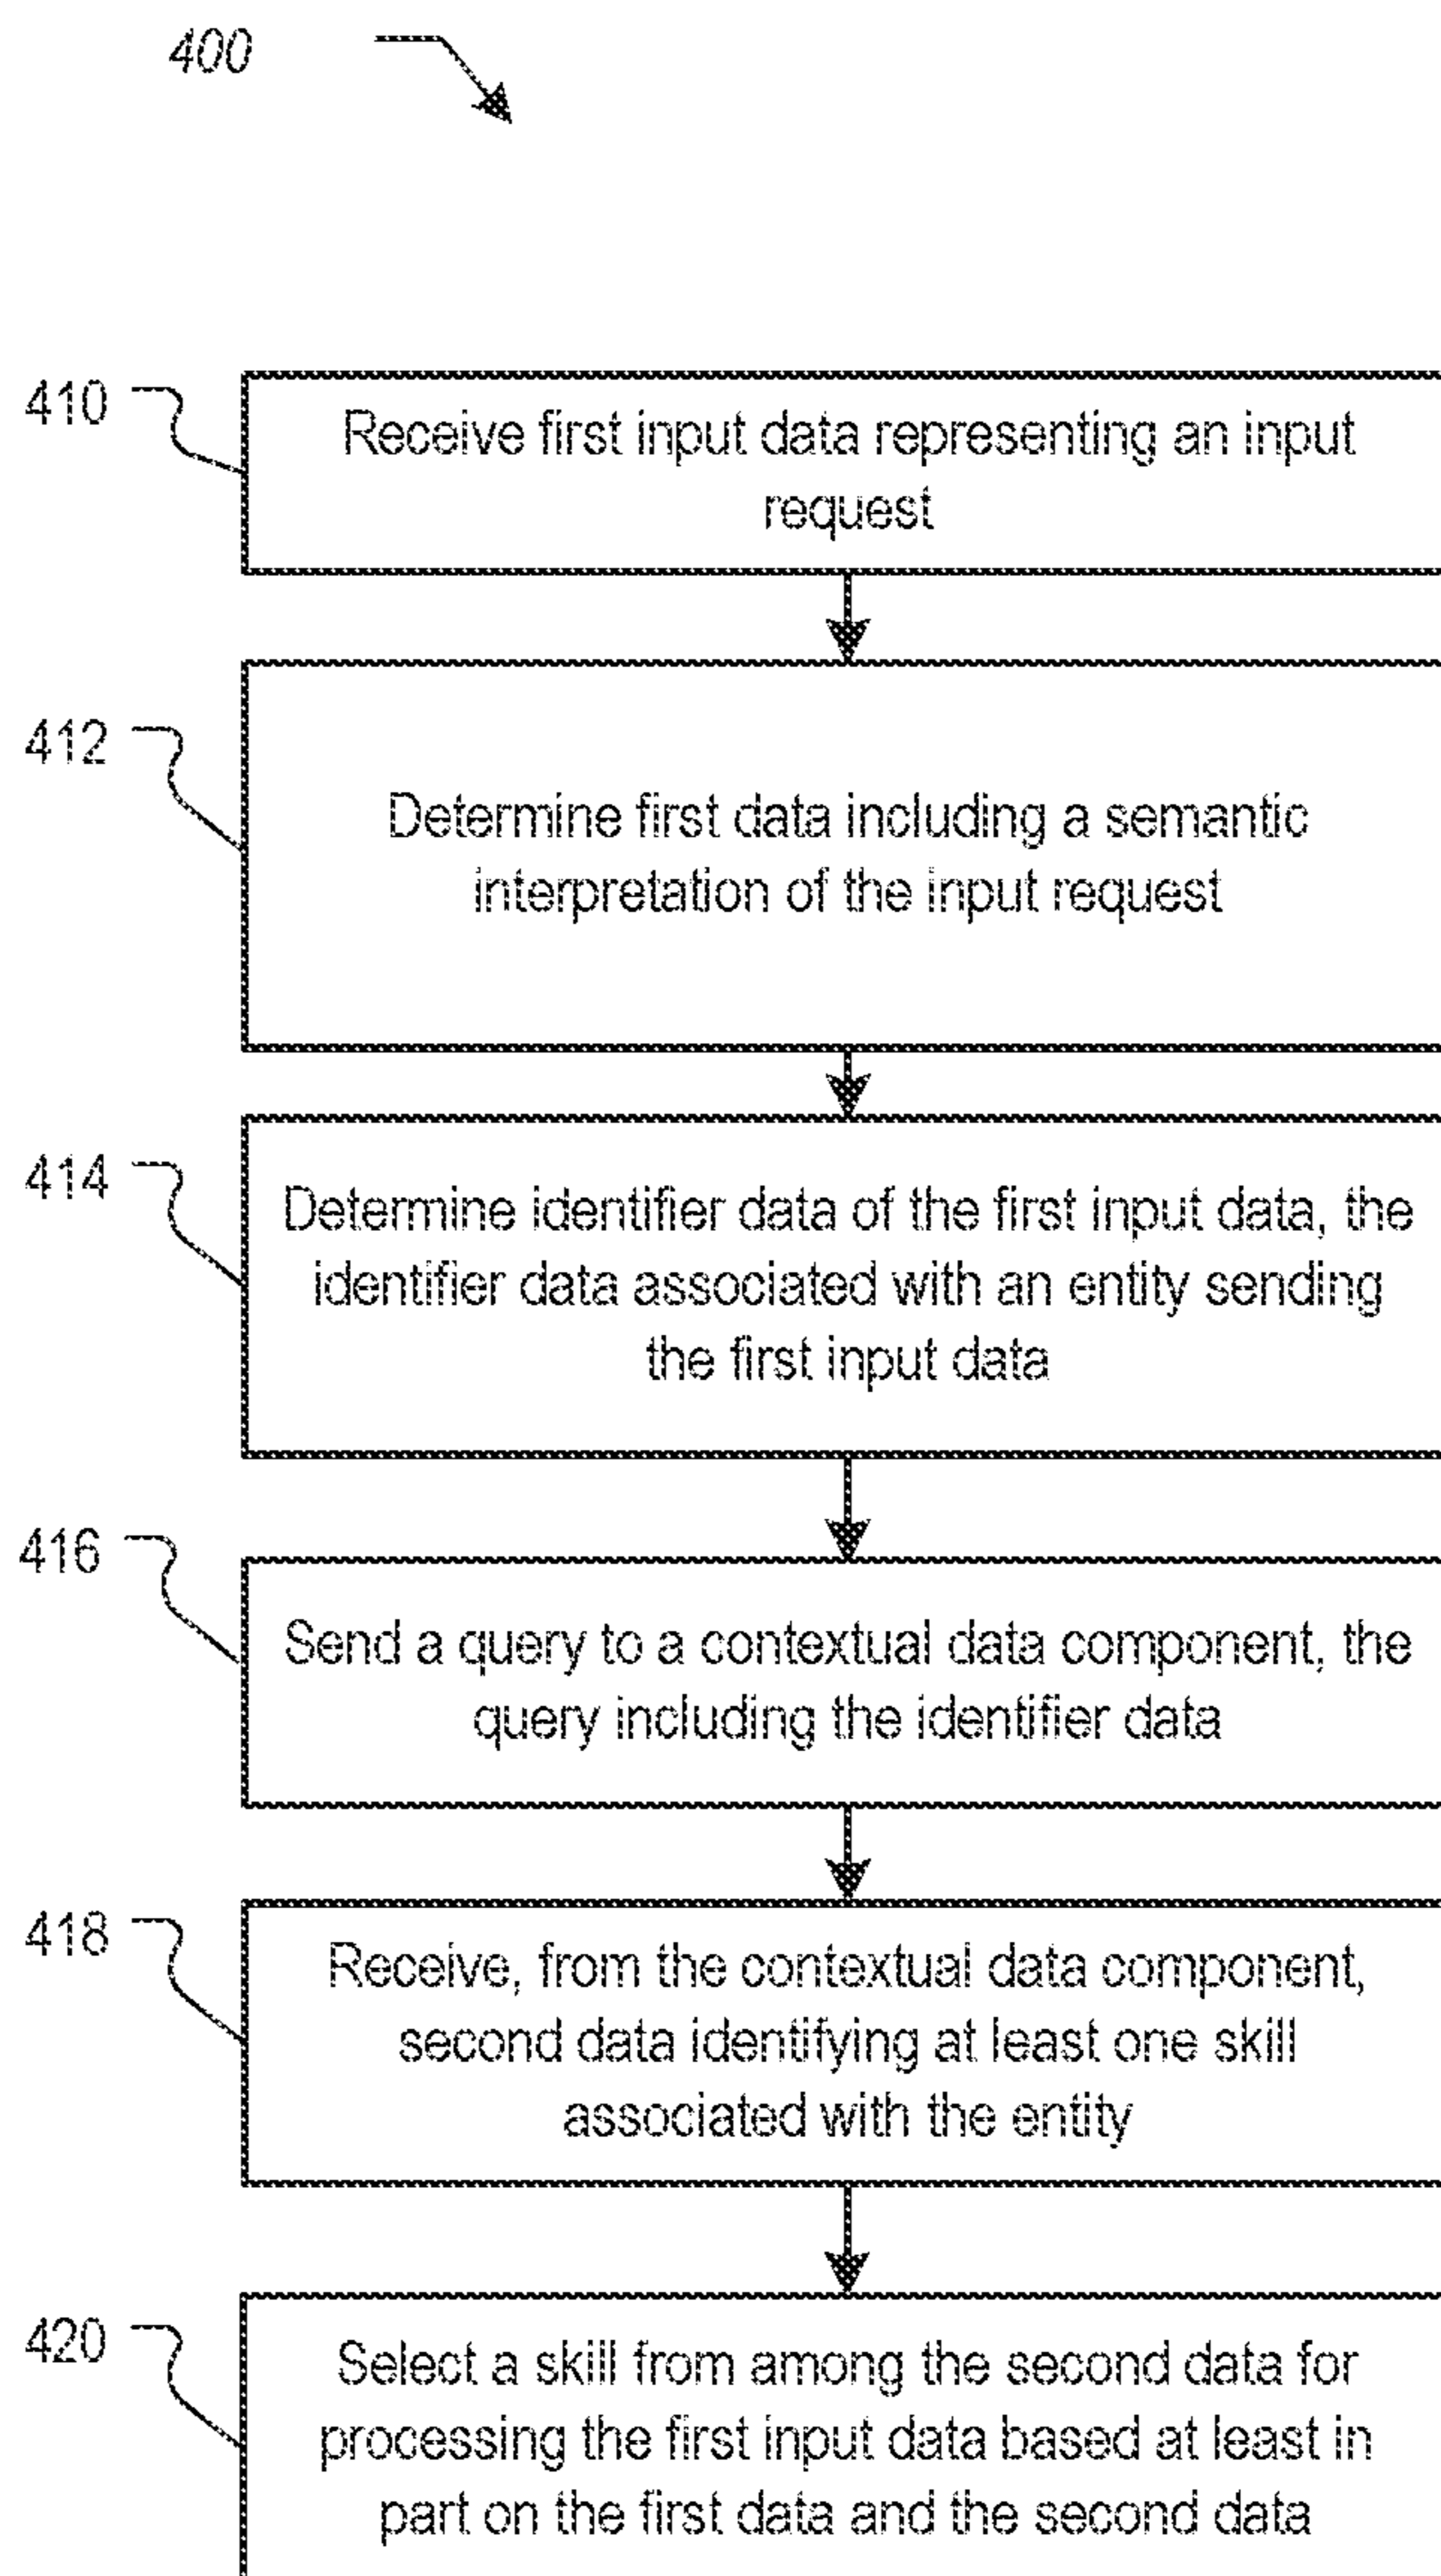 400
410
Receive first input data representing an input
request
412
Determine first data including a semantic
interpretation of the input request
414
Determine identifier data of the first input data, the
identifier data associated with an entity sending
the first input data
416
Send a query to a contextual data component, the
query including the identifier data
418
Receive, from the contextual data component,
second data identifying at least one skill
associated with the entity
420
Select a skill from among the second data for
processing the first input data based at least in
part on the first data and the second data